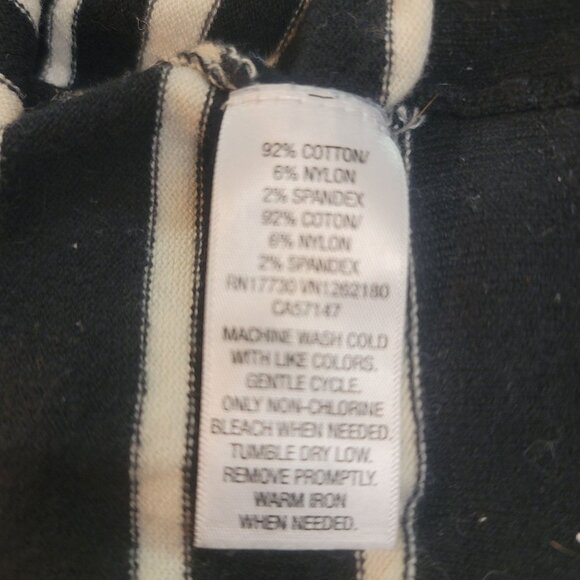 92% COTTON/
6% NYLON
2% SPANDEX
92% COTON/
6% NYLON
2% SPANDEX
RN17730 VN1262180
CA57147
MACHINE WASH COLD
WITH LIKE COLORS.
GENTLE CYCLE.
ONLY NON-CHLORINE
BLEACH WHEN NEEDED.
TUMBLE DRY LOW.
REMOVE PROMPTLY.
WARM IRON
WHEN NEEDED.